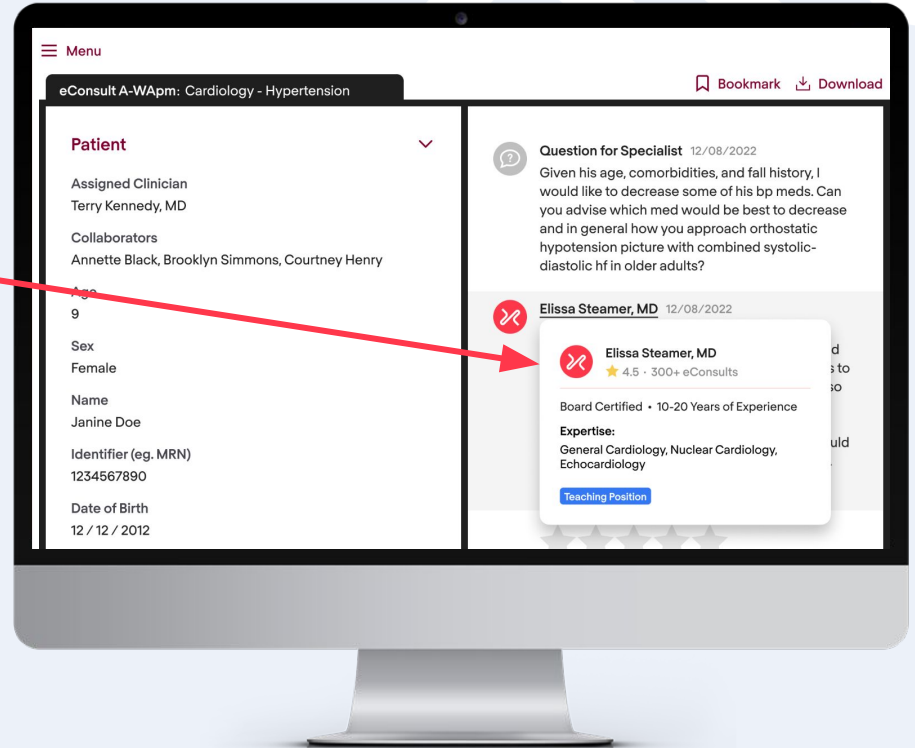 Menu
eConsult A-WApm: Cardiology - Hypertension
Bookmark
Download
Patient
Assigned Clinician
Terry Kennedy, MD
Collaborators
Annette Black, Brooklyn Simmons, Courtney Henry
Age
9
Sex
Female
Name
Janine Doe
Identifier (eg. MRN)
1234567890
Date of Birth
12 / 12 / 2012
Question for Specialist 12/08/2022
Given his age, comorbidities, and fall history, I
would like to decrease some of his bp meds. Can
you advise which med would be best to decrease
and in general how you approach orthostatic
hypotension picture with combined systolic-
diastolic hf in older adults?
Elissa Steamer, MD 12/08/2022
Elissa Steamer, MD
4.5 · 300+ eConsults
Board Certified • 10-20 Years of Experience
Expertise:
General Cardiology, Nuclear Cardiology,
Echocardiology
Teaching Position